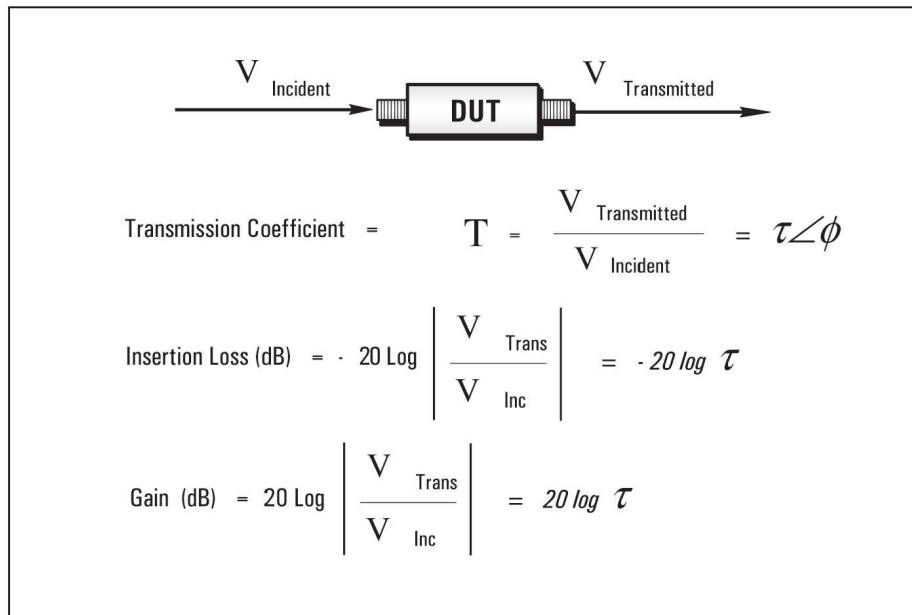 V Incident V Transmitted
DUT
Transmission Coefficient = T = V Transmitted / V Incident = τ∠ϕ
Insertion Loss (dB) = - 20 Log | V Trans / V Inc | = - 20 log τ
Gain (dB) = 20 Log | V Trans / V Inc | = 20 log τ